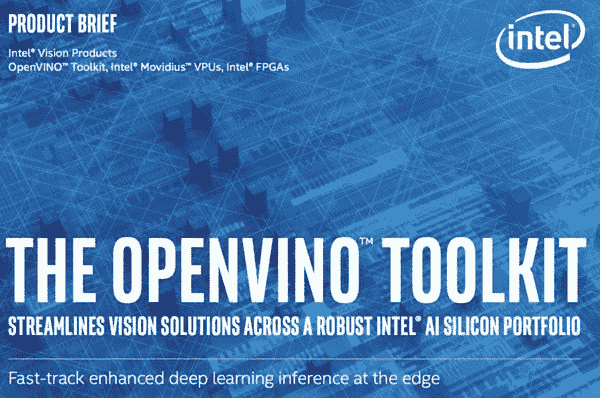 PRODUCT BRIEF
intel®
Intel® Vision Products
OpenVINO™ Toolkit, Intel® Movidius™ VPUs, Intel® FPGAs
THE OPENVINO™ TOOLKIT
STREAMLINES VISION SOLUTIONS ACROSS A ROBUST INTEL® AI SILICON PORTFOLIO
Fast-track enhanced deep learning inference at the edge